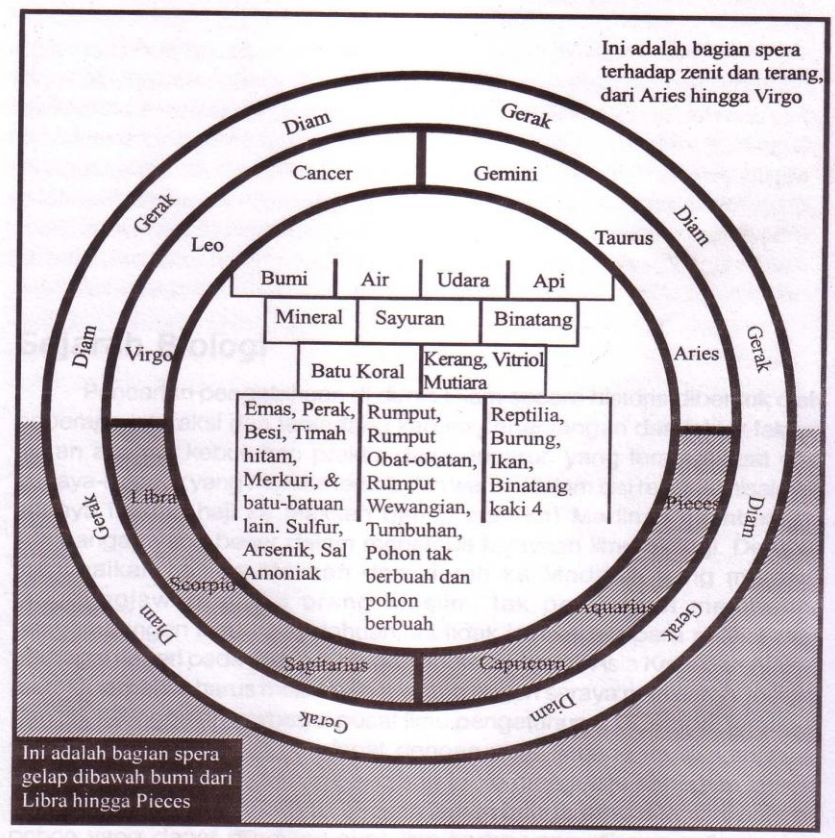 Ini adalah bagian spera
terhadap zenit dan terang,
dari Aries hingga Virgo
Diam
Gerak
Cancer
Gemini
Gerak
Diam
Leo
Taurus
Bumi
Air
Udara
Api
Mineral
Sayuran
Binatang
Diam
Gerak
Virgo
Aries
Batu Koral
Kerang, Vitriol
Mutiara
Emas, Perak,
Besi, Timah
hitam,
Merkuri, &
batu-batuan
lain. Sulfur,
Arsenik, Sal
Amoniak
Rumput,
Rumput
Obat-obatan,
Rumput
Wewangian,
Tumbuhan,
Pohon tak
berbuah dan
pohon
berbuah
Reptilia,
Burung,
Ikan,
Binatang
kaki 4
Gerak
Libra
Pieces
Diam
Scorpio
Aquarius
Diam
Gerak
Sagitarius
Capricorn
Gerak
Diarm
Ini adalah bagian spera
gelap dibawah bumi dari
Libra hingga Pieces